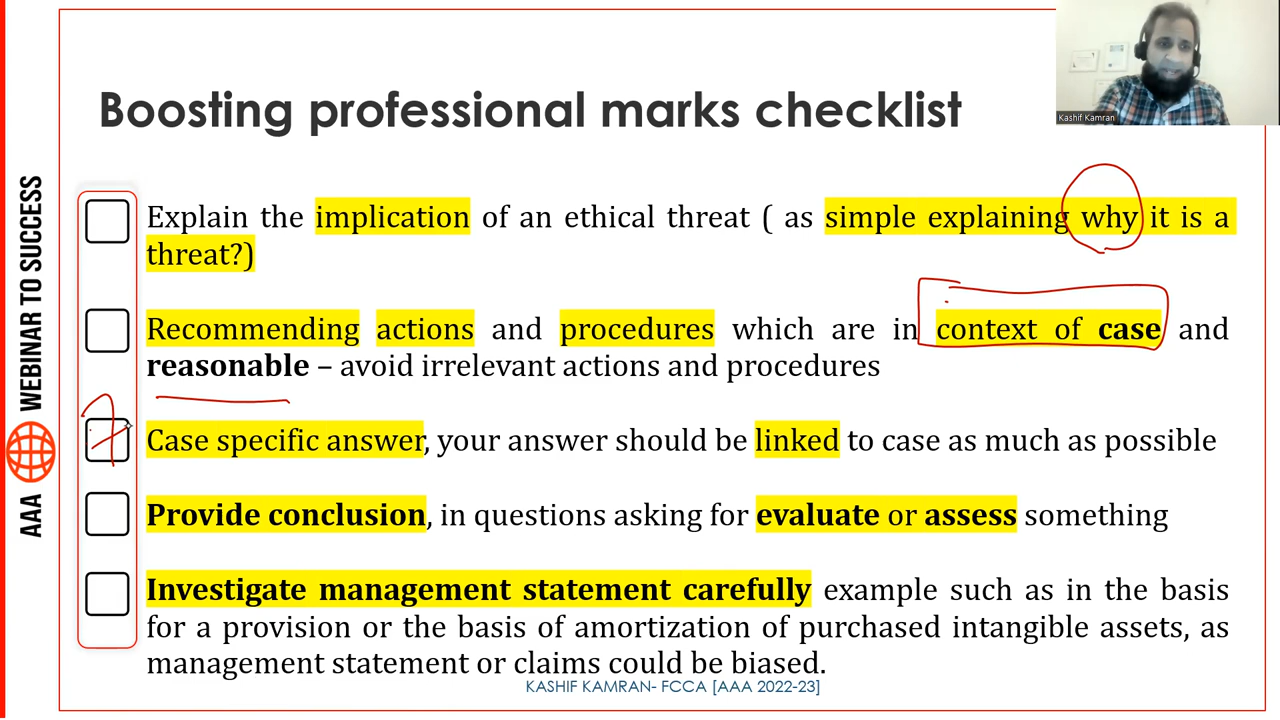 Boosting professional marks checklist
Kashif Kamran
AAA WEBINAR TO SUCCESS
Explain the implication of an ethical threat ( as simple explaining why it is a
threat?)
Recommending actions and procedures which are in context of case and
reasonable – avoid irrelevant actions and procedures
Case specific answer, your answer should be linked to case as much as possible
Provide conclusion, in questions asking for evaluate or assess something
Investigate management statement carefully example such as in the basis
for a provision or the basis of amortization of purchased intangible assets, as
management statement or claims could be biased.
KASHIF KAMRAN- FCCA [AAA 2022-23]